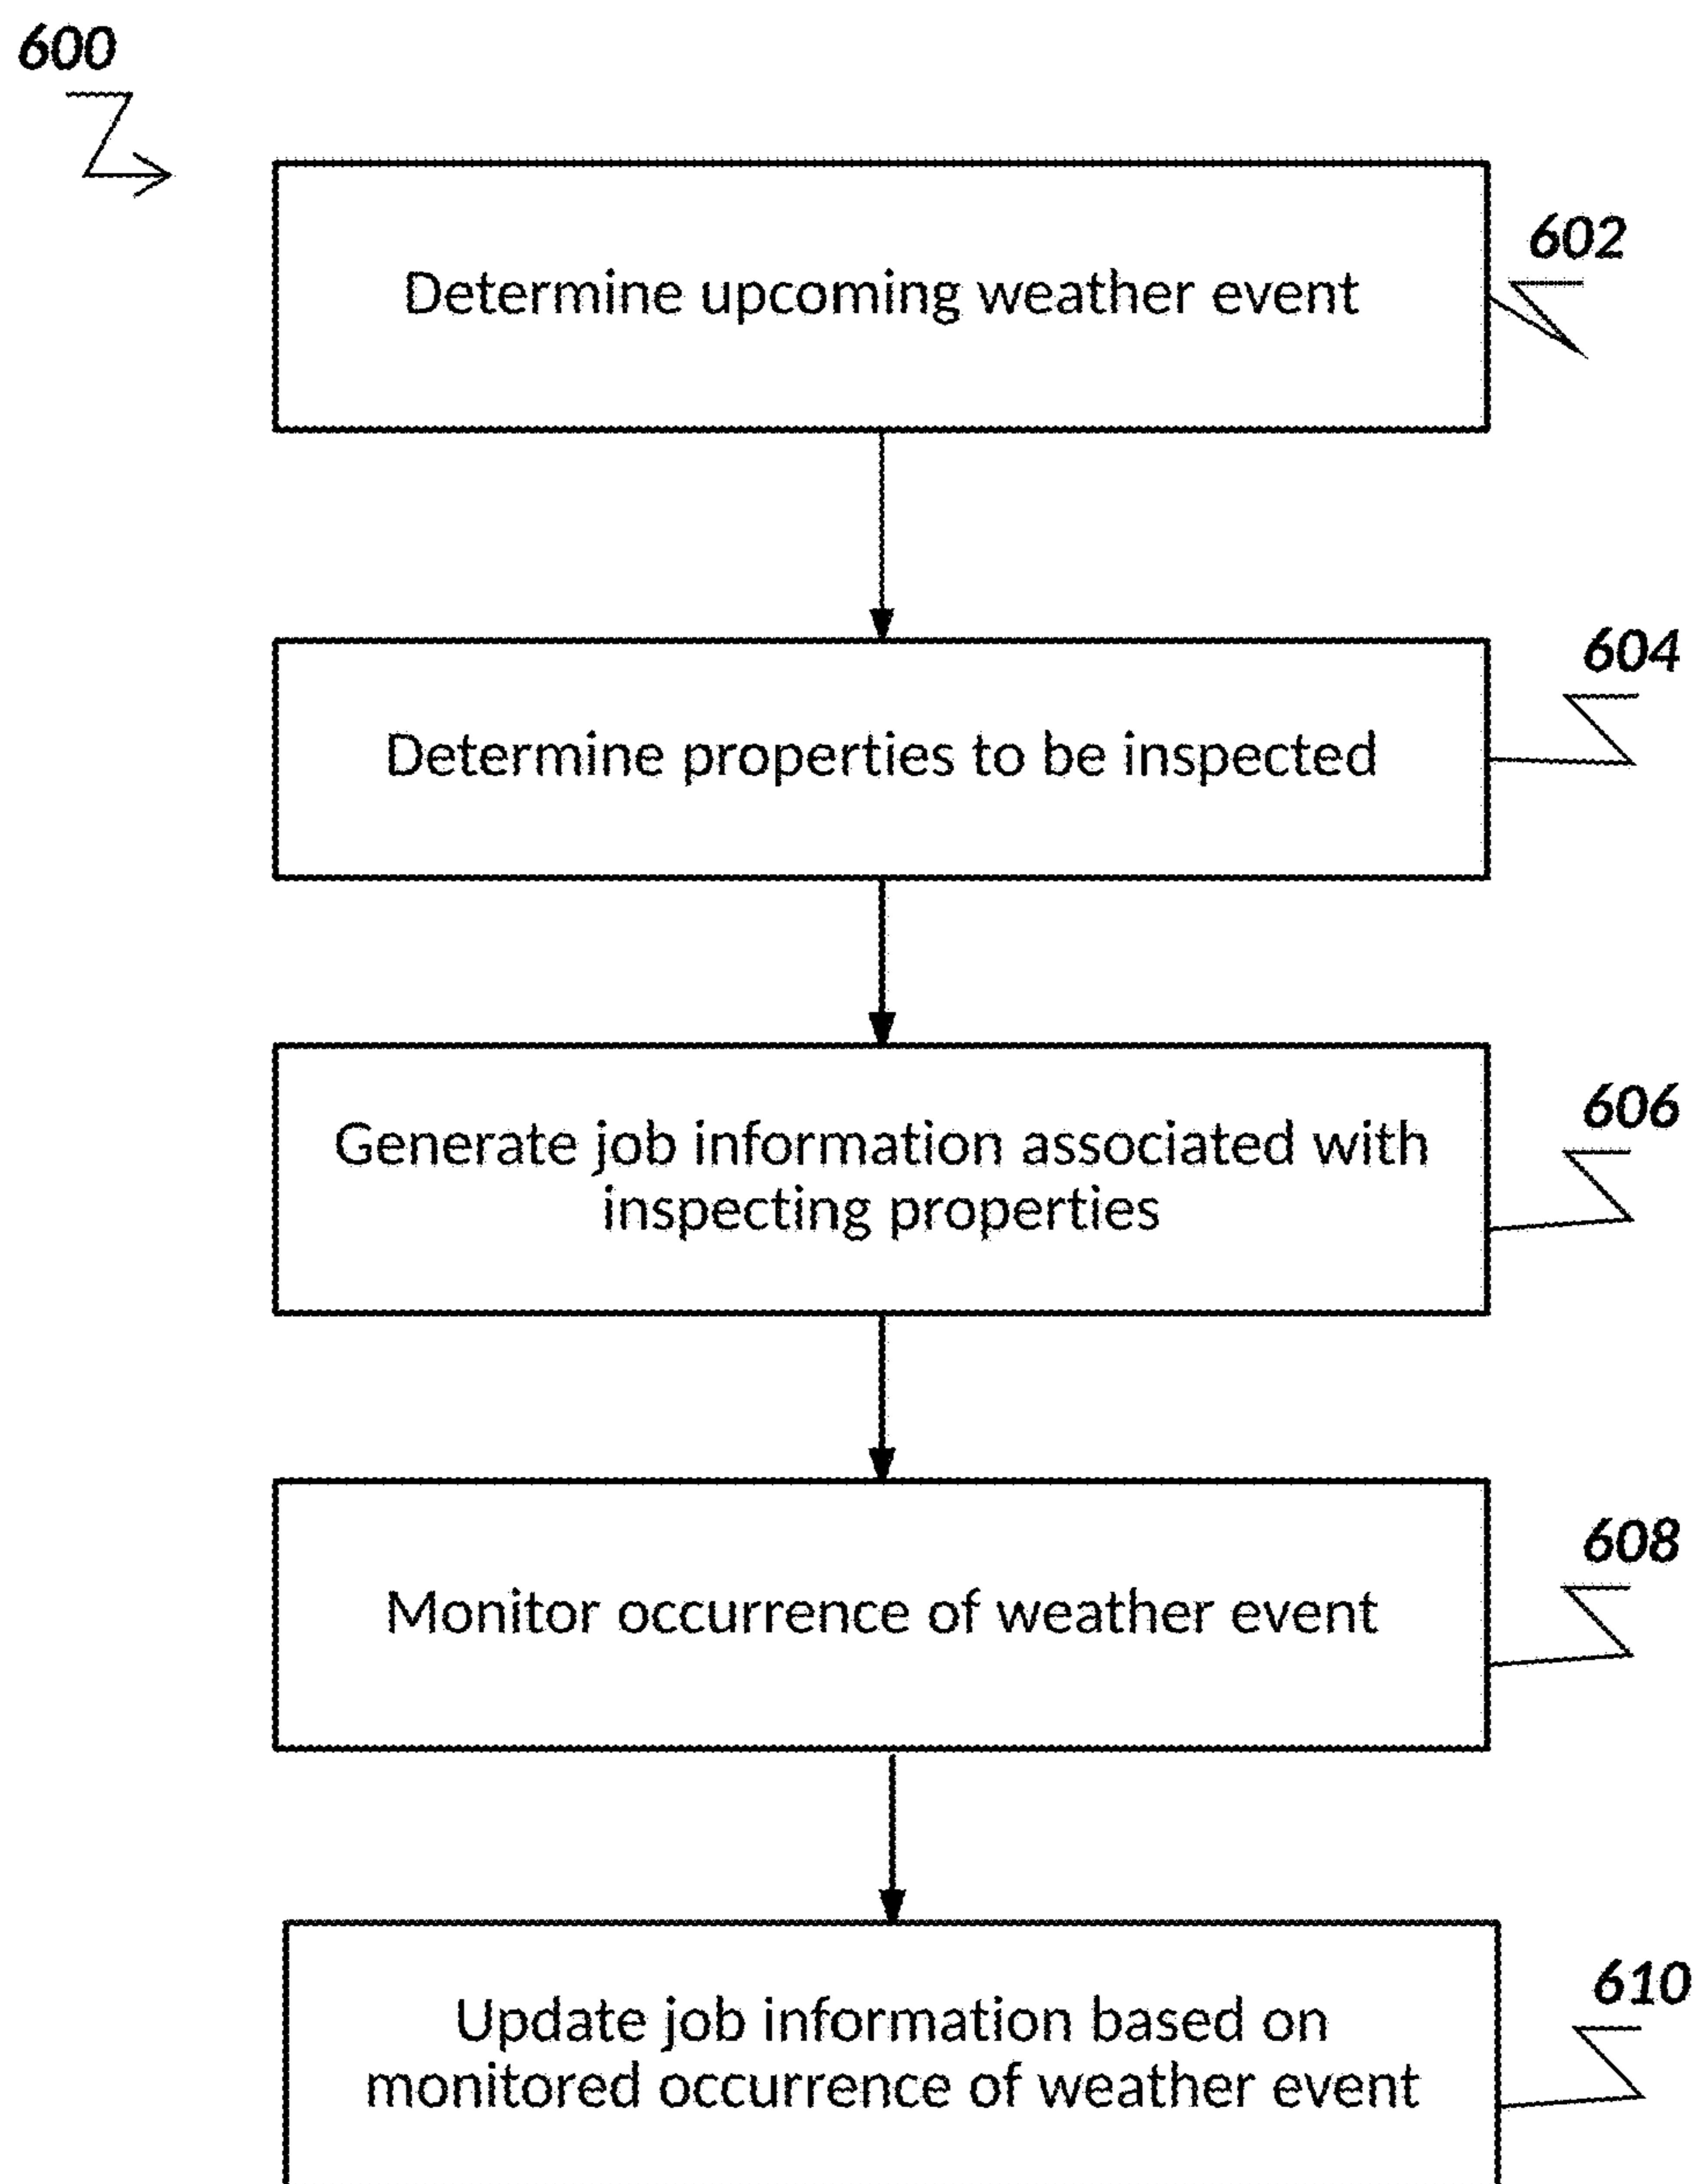 600
Determine upcoming weather event
602
Determine properties to be inspected
604
Generate job information associated with
inspecting properties
606
Monitor occurrence of weather event
608
Update job information based on
monitored occurrence of weather event
610